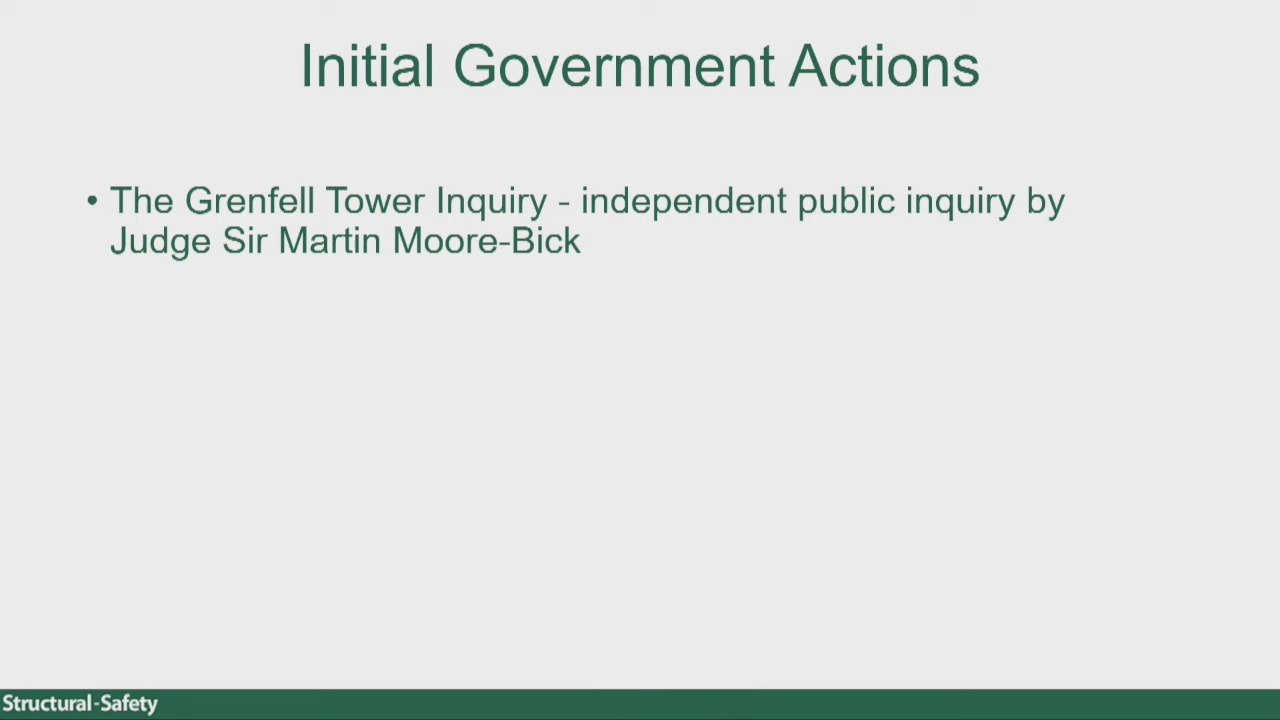 Initial Government Actions
• The Grenfell Tower Inquiry - independent public inquiry by
Judge Sir Martin Moore-Bick
Structural-Safety